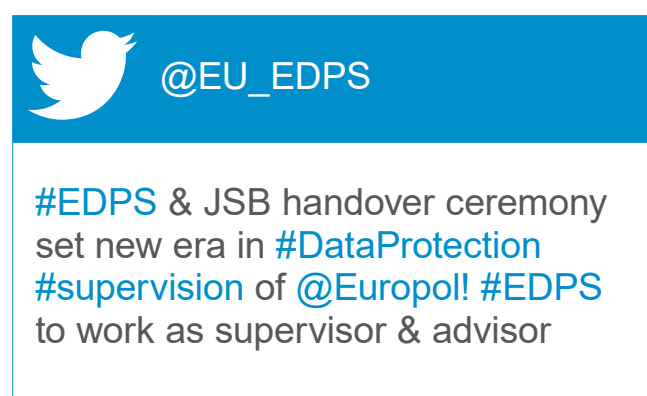 @EU_EDPS
#EDPS & JSB handover ceremony
set new era in #DataProtection
#supervision of @Europol! #EDPS
to work as supervisor & advisor